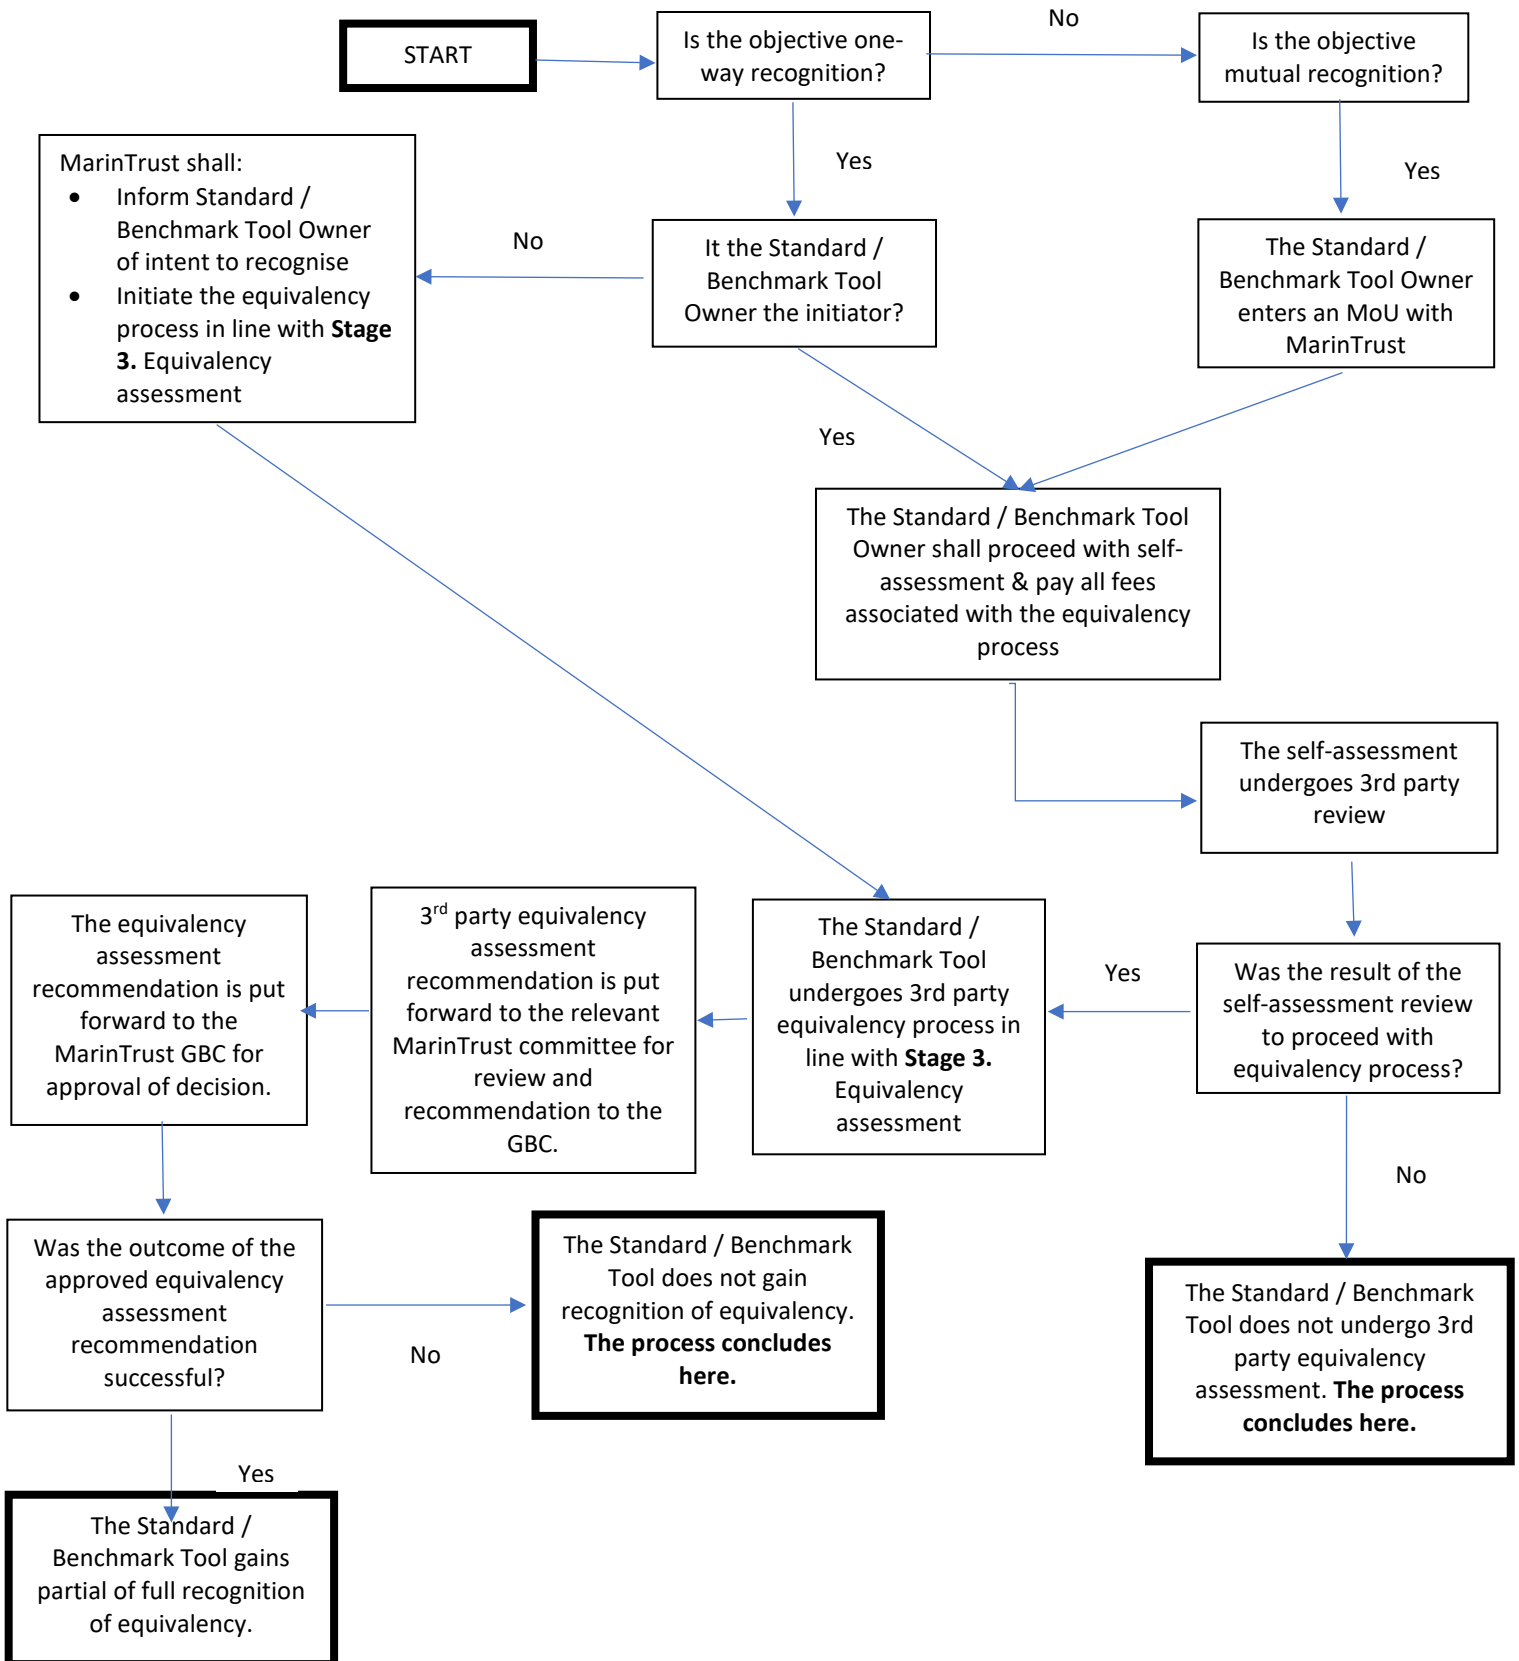 START
Is the objective one-
way recognition?
No
Is the objective
mutual recognition?
Yes
Yes
MarinTrust shall:
• Inform Standard /
Benchmark Tool Owner
of intent to recognise
• Initiate the equivalency
process in line with Stage
3. Equivalency
assessment
No
It the Standard /
Benchmark Tool
Owner the initiator?
The Standard /
Benchmark Tool Owner
enters an MoU with
MarinTrust
Yes
The Standard / Benchmark Tool
Owner shall proceed with self-
assessment & pay all fees
associated with the equivalency
process
The self-assessment
undergoes 3rd party
review
Was the result of the
self-assessment review
to proceed with
equivalency process?
Yes
The Standard /
Benchmark Tool
undergoes 3rd party
equivalency process in
line with Stage 3.
Equivalency
assessment
3rd party equivalency
assessment
recommendation is put
forward to the relevant
MarinTrust committee for
review and
recommendation to the
GBC.
The equivalency
assessment
recommendation is put
forward to the
MarinTrust GBC for
approval of decision.
No
Was the outcome of the
approved equivalency
assessment
recommendation
successful?
No
The Standard / Benchmark
Tool does not gain
recognition of equivalency.
The process concludes
here.
The Standard / Benchmark
Tool does not undergo 3rd
party equivalency
assessment. The process
concludes here.
Yes
The Standard /
Benchmark Tool gains
partial of full recognition
of equivalency.